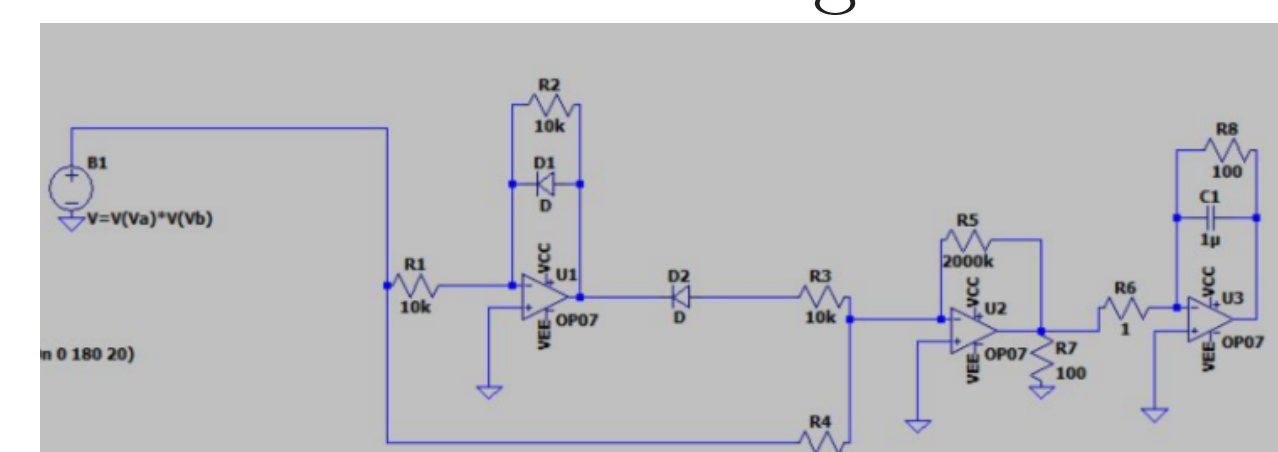 g
R2
10k
D1
D
B1
V=V(Va)*V(Vb)
R1
10k
VCC
U1
VEE
OP07
D2
D
R3
10k
R4
R5
2000k
VCC
U2
VEE
OP07
R7
100
R6
1
R8
100
C1
1µ
VCC
U3
VEE
OP07
n 0 180 20)